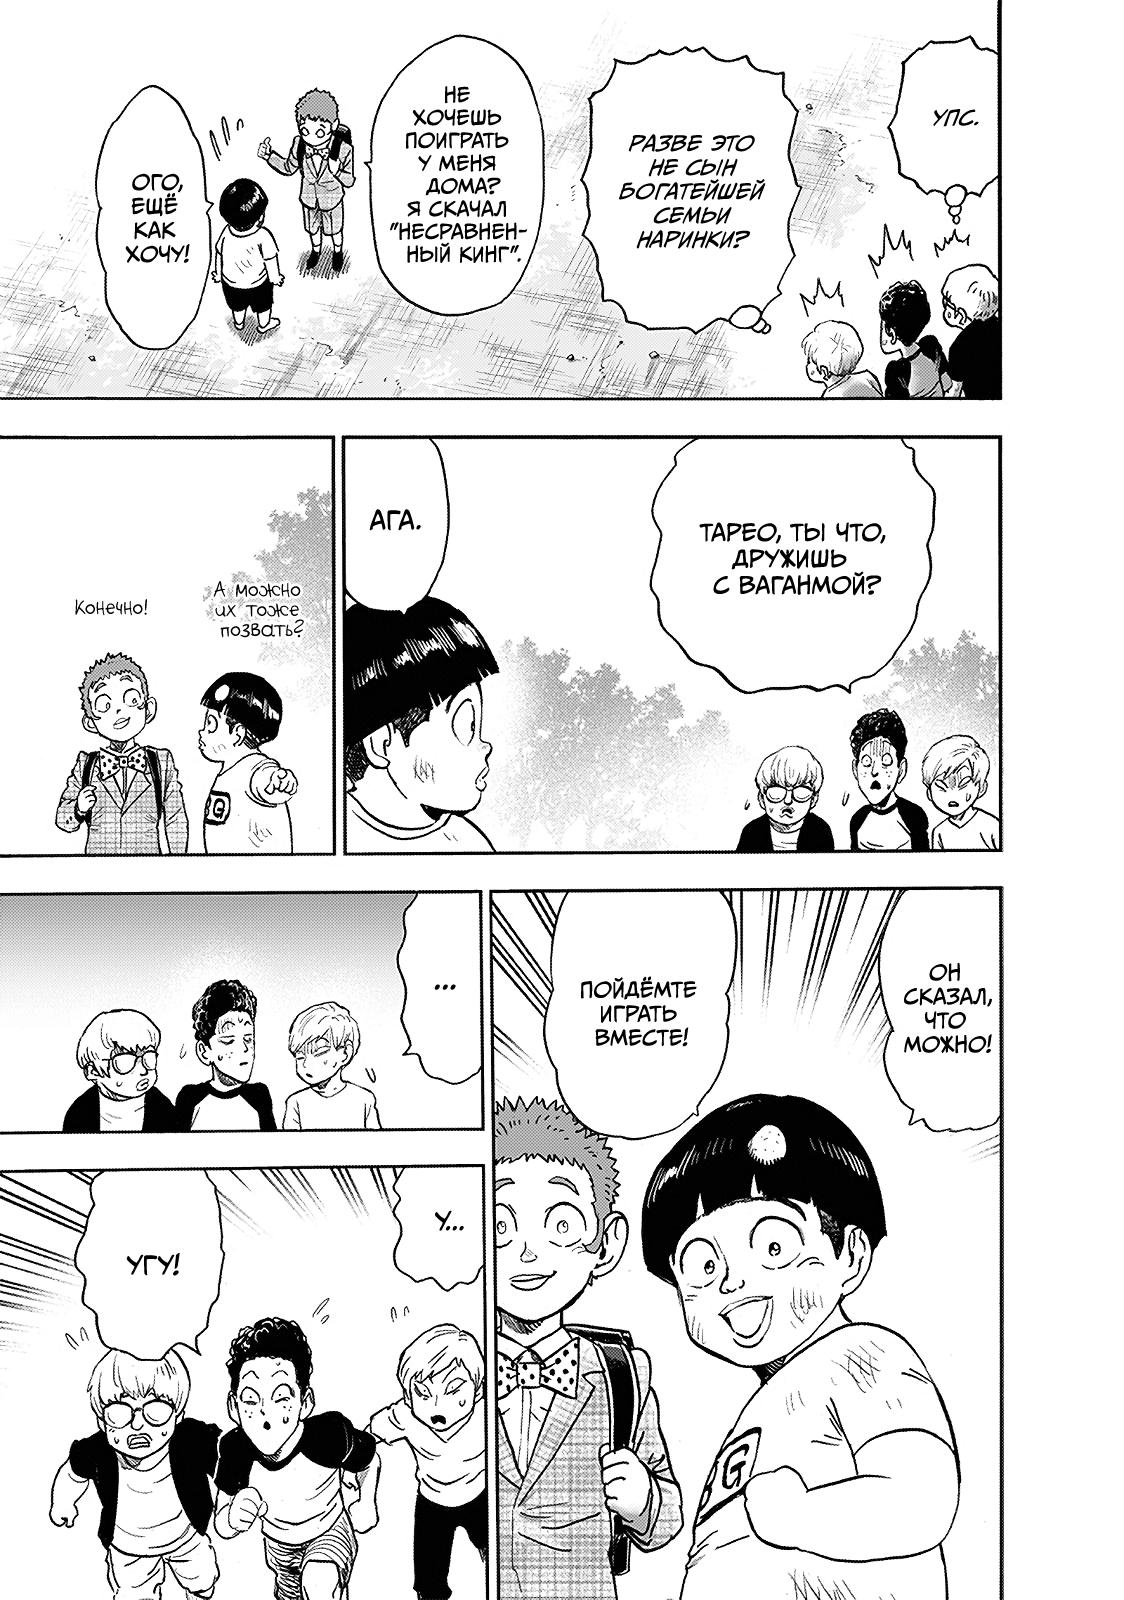 УПС.
РАЗВЕ ЭТО
НЕ СЫН
БОГАТЕЙШЕЙ
СЕМЬИ
НАРИНКИ?
НЕ
ХОЧЕШЬ
ПОИГРАТЬ
У МЕНЯ
ДОМА?
Я СКАЧАЛ
"НЕСРАВНЕН-
НЫЙ КИНГ".
ОГО,
ЕЩЁ
КАК
ХОЧУ!
ТАРЕО, ТЫ ЧТО,
ДРУЖИШЬ
С ВАГАНМОЙ?
АГА.
А можно
их тоже
позвать?
Конечно!
ОН
СКАЗАЛ,
ЧТО
МОЖНО!
ПОЙДЁМТЕ
ИГРАТЬ
ВМЕСТЕ!
BG
...
У...
УГУ!